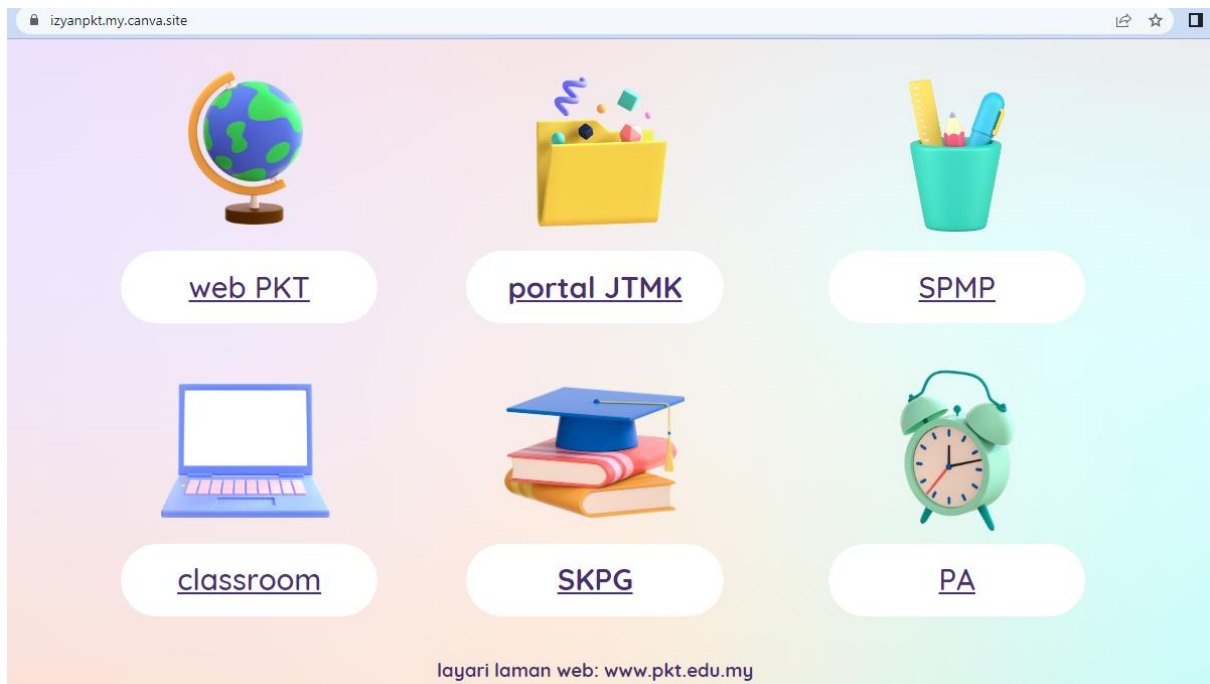 izyanpkt.my.canva.site
web PKT
portal JTMK
SPMP
classroom
SKPG
PA
layari laman web: www.pkt.edu.my